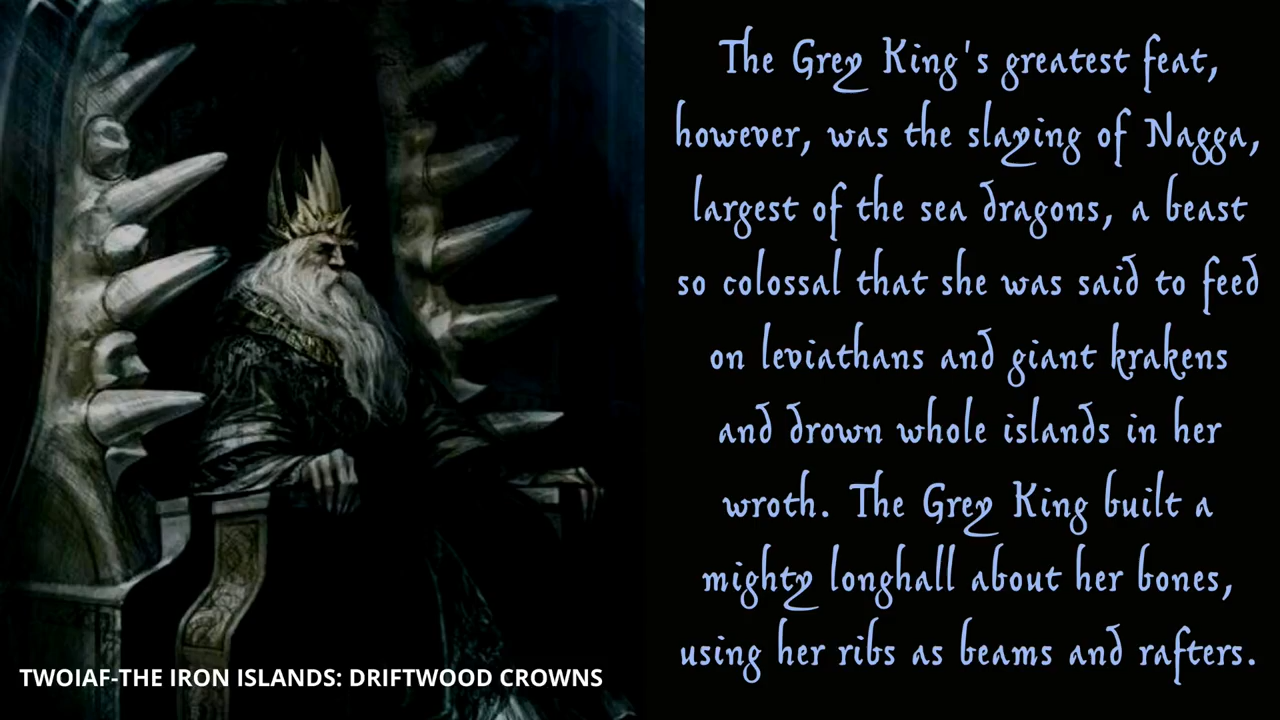 The Grey King's greatest feat,
however, was the slaying of Nagga,
largest of the sea dragons, a beast
so colossal that she was said to feed
on leviathans and giant krakens
and drown whole islands in her
wroth. The Grey King built a
mighty longhall about her bones,
using her ribs as beams and rafters.
TWOIAF-THE IRON ISLANDS: DRIFTWOOD CROWNS